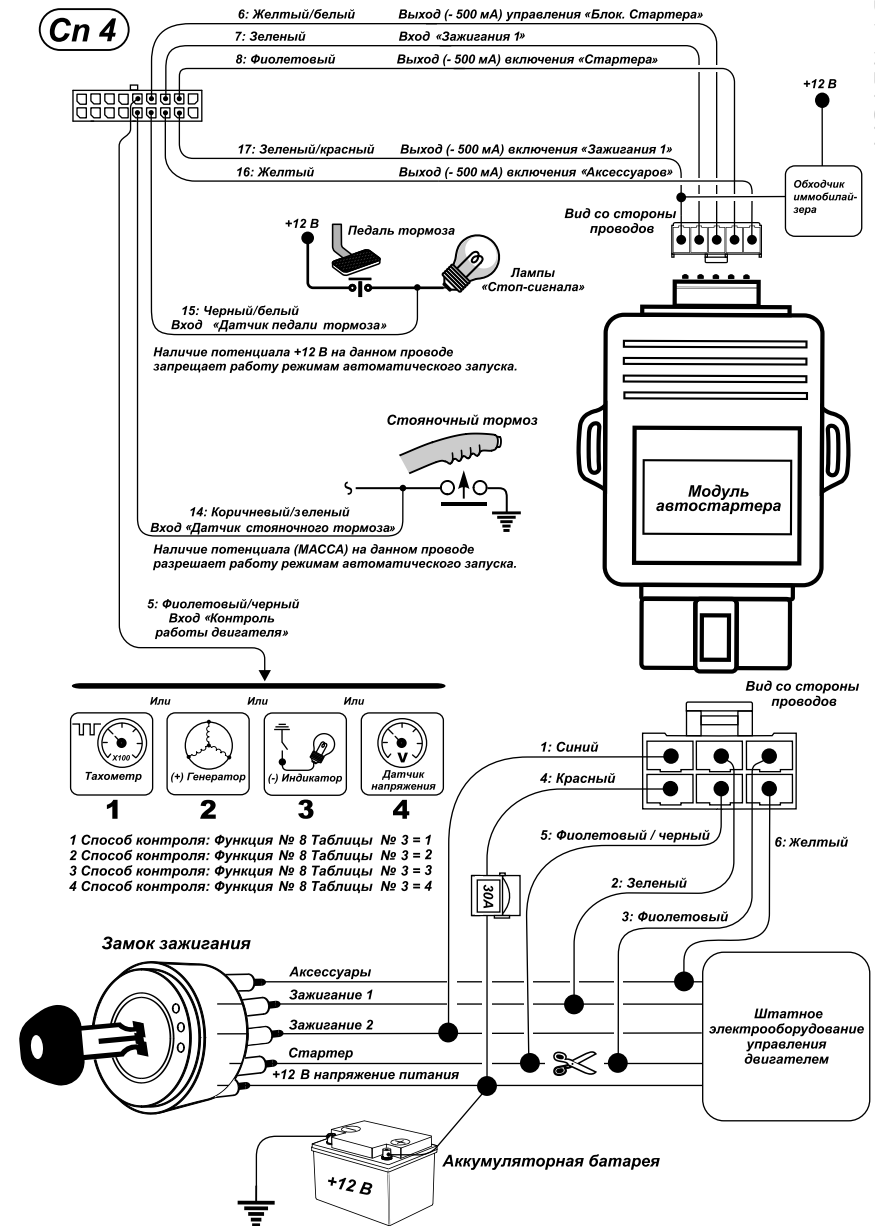 Сп 4
6: Желтый/белый Выход (- 500 мА) управления «Блок. Стартера»
7: Зеленый Вход «Зажигания 1»
8: Фиолетовый Выход (- 500 мА) включения «Стартера»
+12 В
17: Зеленый/красный Выход (- 500 мА) включения «Зажигания 1»
16: Желтый Выход (- 500 мА) включения «Аксессуаров»
Обходчик
иммобилай-
зера
Вид со стороны
проводов
+12 В
Педаль тормоза
Лампы
«Стоп-сигнала»
15: Черный/белый
Вход «Датчик педали тормоза»
Наличие потенциала +12 В на данном проводе
запрещает работу режимам автоматического запуска.
Стояночный тормоз
14: Коричневый/зеленый
Вход «Датчик стояночного тормоза»
Наличие потенциала (МАССА) на данном проводе
разрешает работу режимам автоматического запуска.
Модуль
автостартера
5: Фиолетовый/черный
Вход «Контроль
работы двигателя»
Или Или Или
X100
Тахометр
(+) Генератор
(-) Индикатор
V
Датчик
напряжения
1 2 3 4
1 Способ контроля: Функция № 8 Таблицы № 3 = 1
2 Способ контроля: Функция № 8 Таблицы № 3 = 2
3 Способ контроля: Функция № 8 Таблицы № 3 = 3
4 Способ контроля: Функция № 8 Таблицы № 3 = 4
Вид со стороны
проводов
1: Синий
4: Красный
5: Фиолетовый / черный
6: Желтый
30А
2: Зеленый
3: Фиолетовый
Замок зажигания
Аксессуары
Зажигание 1
Зажигание 2
Стартер
+12 В напряжение питания
Штатное
электрооборудование
управления
двигателем
Аккумуляторная батарея
+12 В